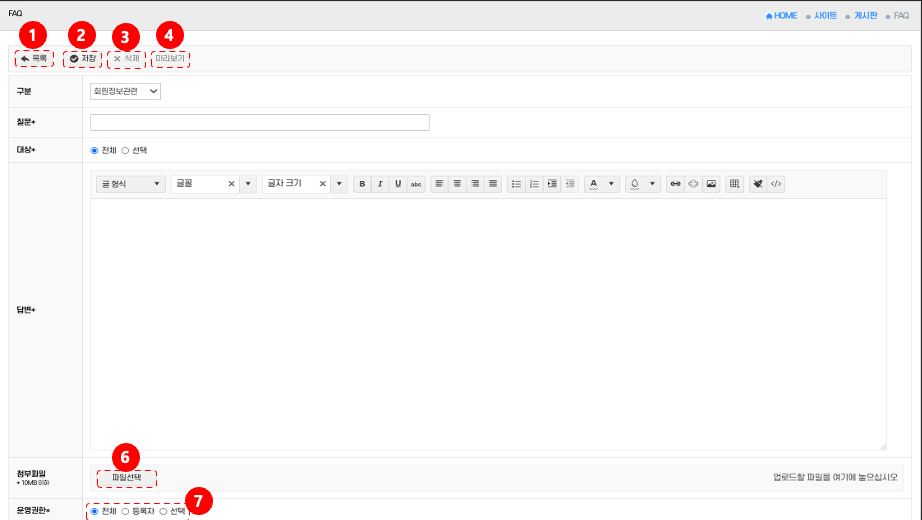 FAQ
HOME 사이트 게시판 FAQ
1 2 3 4
목록 저장 삭제 미리보기
구분 회원정보관련
질문*
대상* 전체 선택
글 형식 글꼴 글자 크기 B I U abc A
답변*
6
첨부파일 파일선택 업로드할 파일을 여기에 놓으십시오
* 10MB 이하
7
운영권한* 전체 등록자 선택